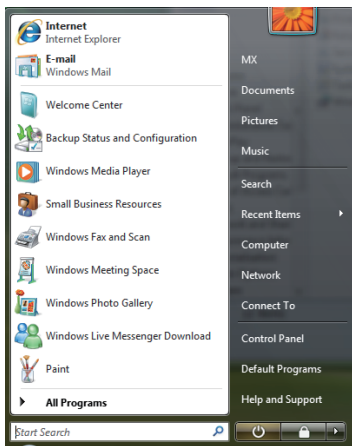 Internet
Internet Explorer
E-mail
Windows Mail
Welcome Center
Backup Status and Configuration
Windows Media Player
Small Business Resources
Windows Fax and Scan
Windows Meeting Space
Windows Photo Gallery
Windows Live Messenger Download
Paint
All Programs
Start Search
MX
Documents
Pictures
Music
Search
Recent Items
Computer
Network
Connect To
Control Panel
Default Programs
Help and Support